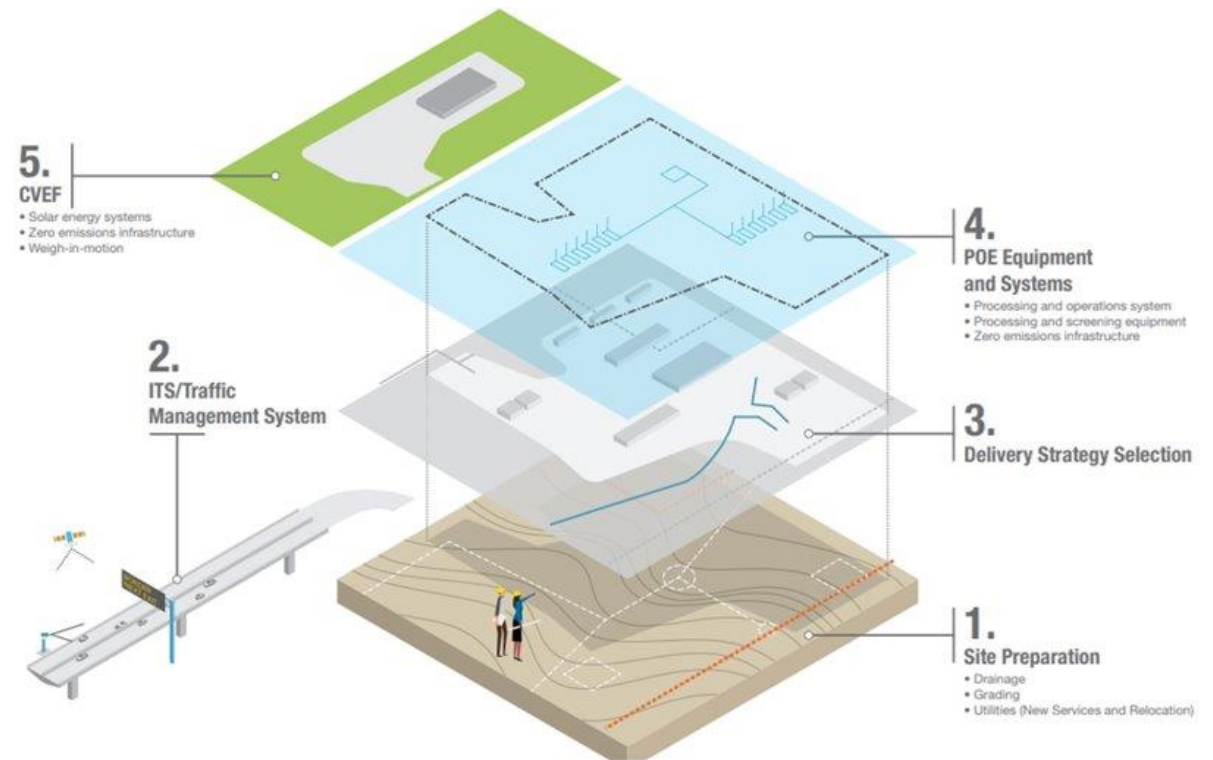 5.
CVEF
• Solar energy systems
• Zero emissions infrastructure
• Weigh-in-motion
4.
POE Equipment
and Systems
• Processing and operations system
• Processing and screening equipment
• Zero emissions infrastructure
2.
ITS/Traffic
Management System
3.
Delivery Strategy Selection
1.
Site Preparation
• Drainage
• Grading
• Utilities (New Services and Relocation)